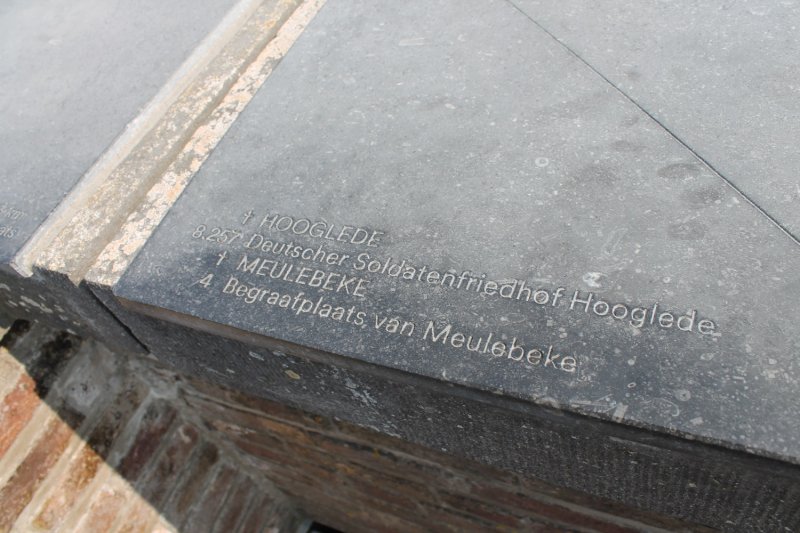 † HOOGLEDE
8.257 Deutscher Soldatenfriedhof Hooglede
† MEULEBEKE
4 Begraafplaats van Meulebeke